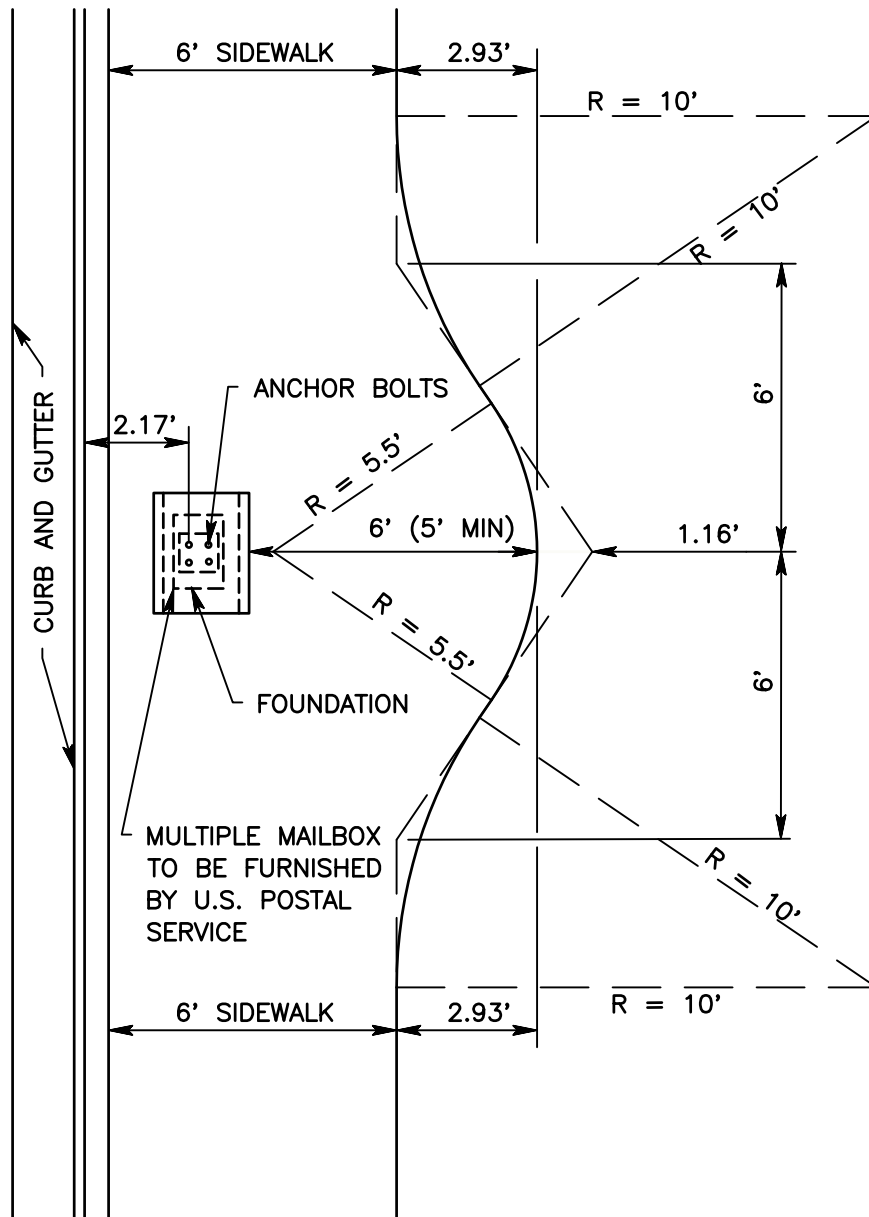 6' SIDEWALK
2.93'
R = 10'
R = 10'
6'
ANCHOR BOLTS
2.17'
CURB AND GUTTER
R = 5.5'
6' (5' MIN)
1.16'
R = 5.5'
6'
FOUNDATION
MULTIPLE MAILBOX
TO BE FURNISHED
BY U.S. POSTAL
SERVICE
R = 10'
R = 10'
6' SIDEWALK
2.93'